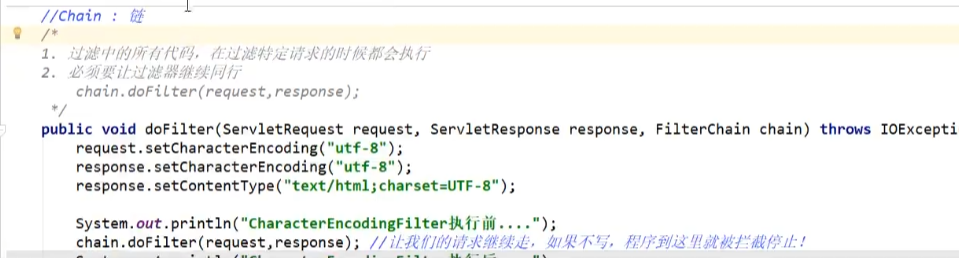 //Chain : 链
/*
1. 过滤中的所有代码，在过滤特定请求的时候都会执行
2. 必须要让过滤器继续同行
chain.doFilter(request,response);
*/
public void doFilter(ServletRequest request, ServletResponse response, FilterChain chain) throws IOExcepti
request.setCharacterEncoding("utf-8");
response.setCharacterEncoding("utf-8");
response.setContentType("text/html;charset=UTF-8");
System.out.println("CharacterEncodingFilter执行前....");
chain.doFilter(request,response); //让我们的请求继续走，如果不写，程序到这里就被拦截停止！